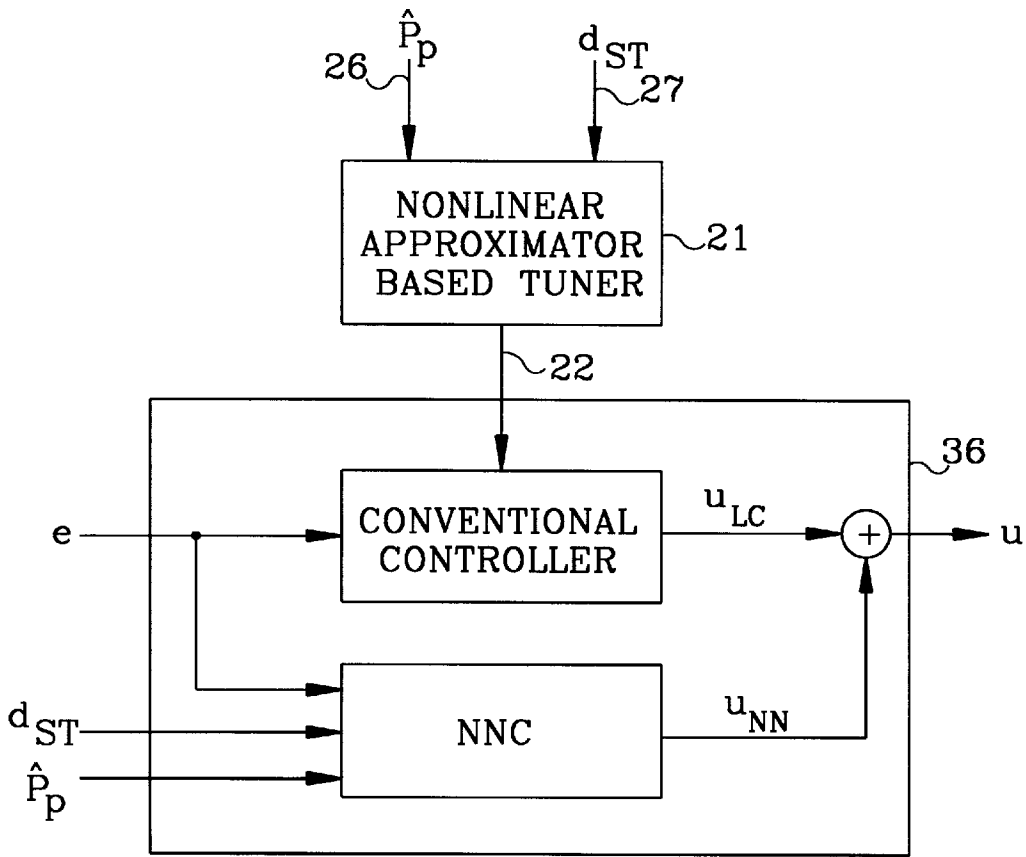 P̂p
dST
26
27
NONLINEAR
APPROXIMATOR
BASED TUNER
21
22
36
e
CONVENTIONAL
CONTROLLER
uLC
+
u
dST
P̂p
NNC
uNN